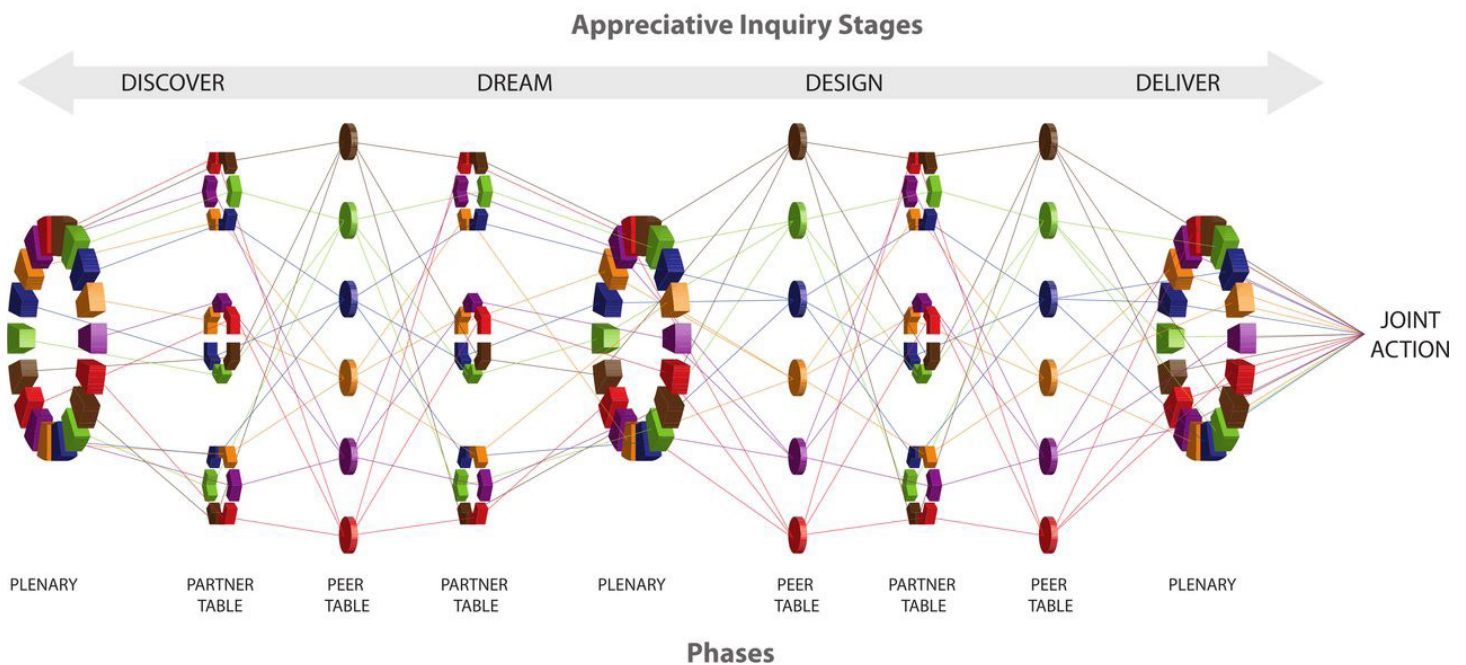 Appreciative Inquiry Stages
DISCOVER DREAM DESIGN DELIVER
JOINT
ACTION
PLENARY PARTNER PEER PARTNER PLENARY PEER PARTNER PEER PLENARY
TABLE TABLE TABLE TABLE TABLE TABLE
Phases